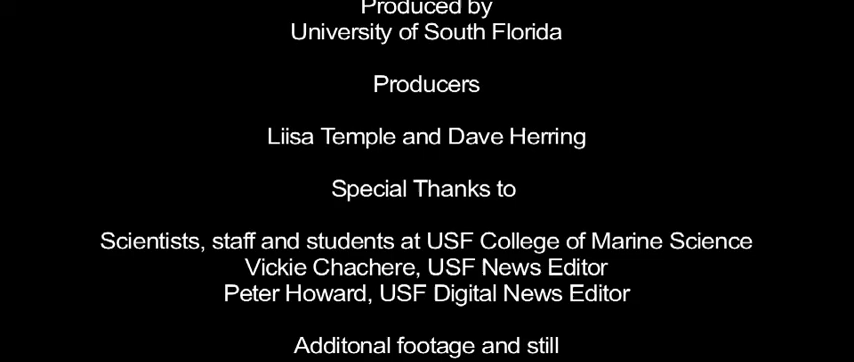 Produced by
University of South Florida
Producers
Liisa Temple and Dave Herring
Special Thanks to
Scientists, staff and students at USF College of Marine Science
Vickie Chachere, USF News Editor
Peter Howard, USF Digital News Editor
Additonal footage and still